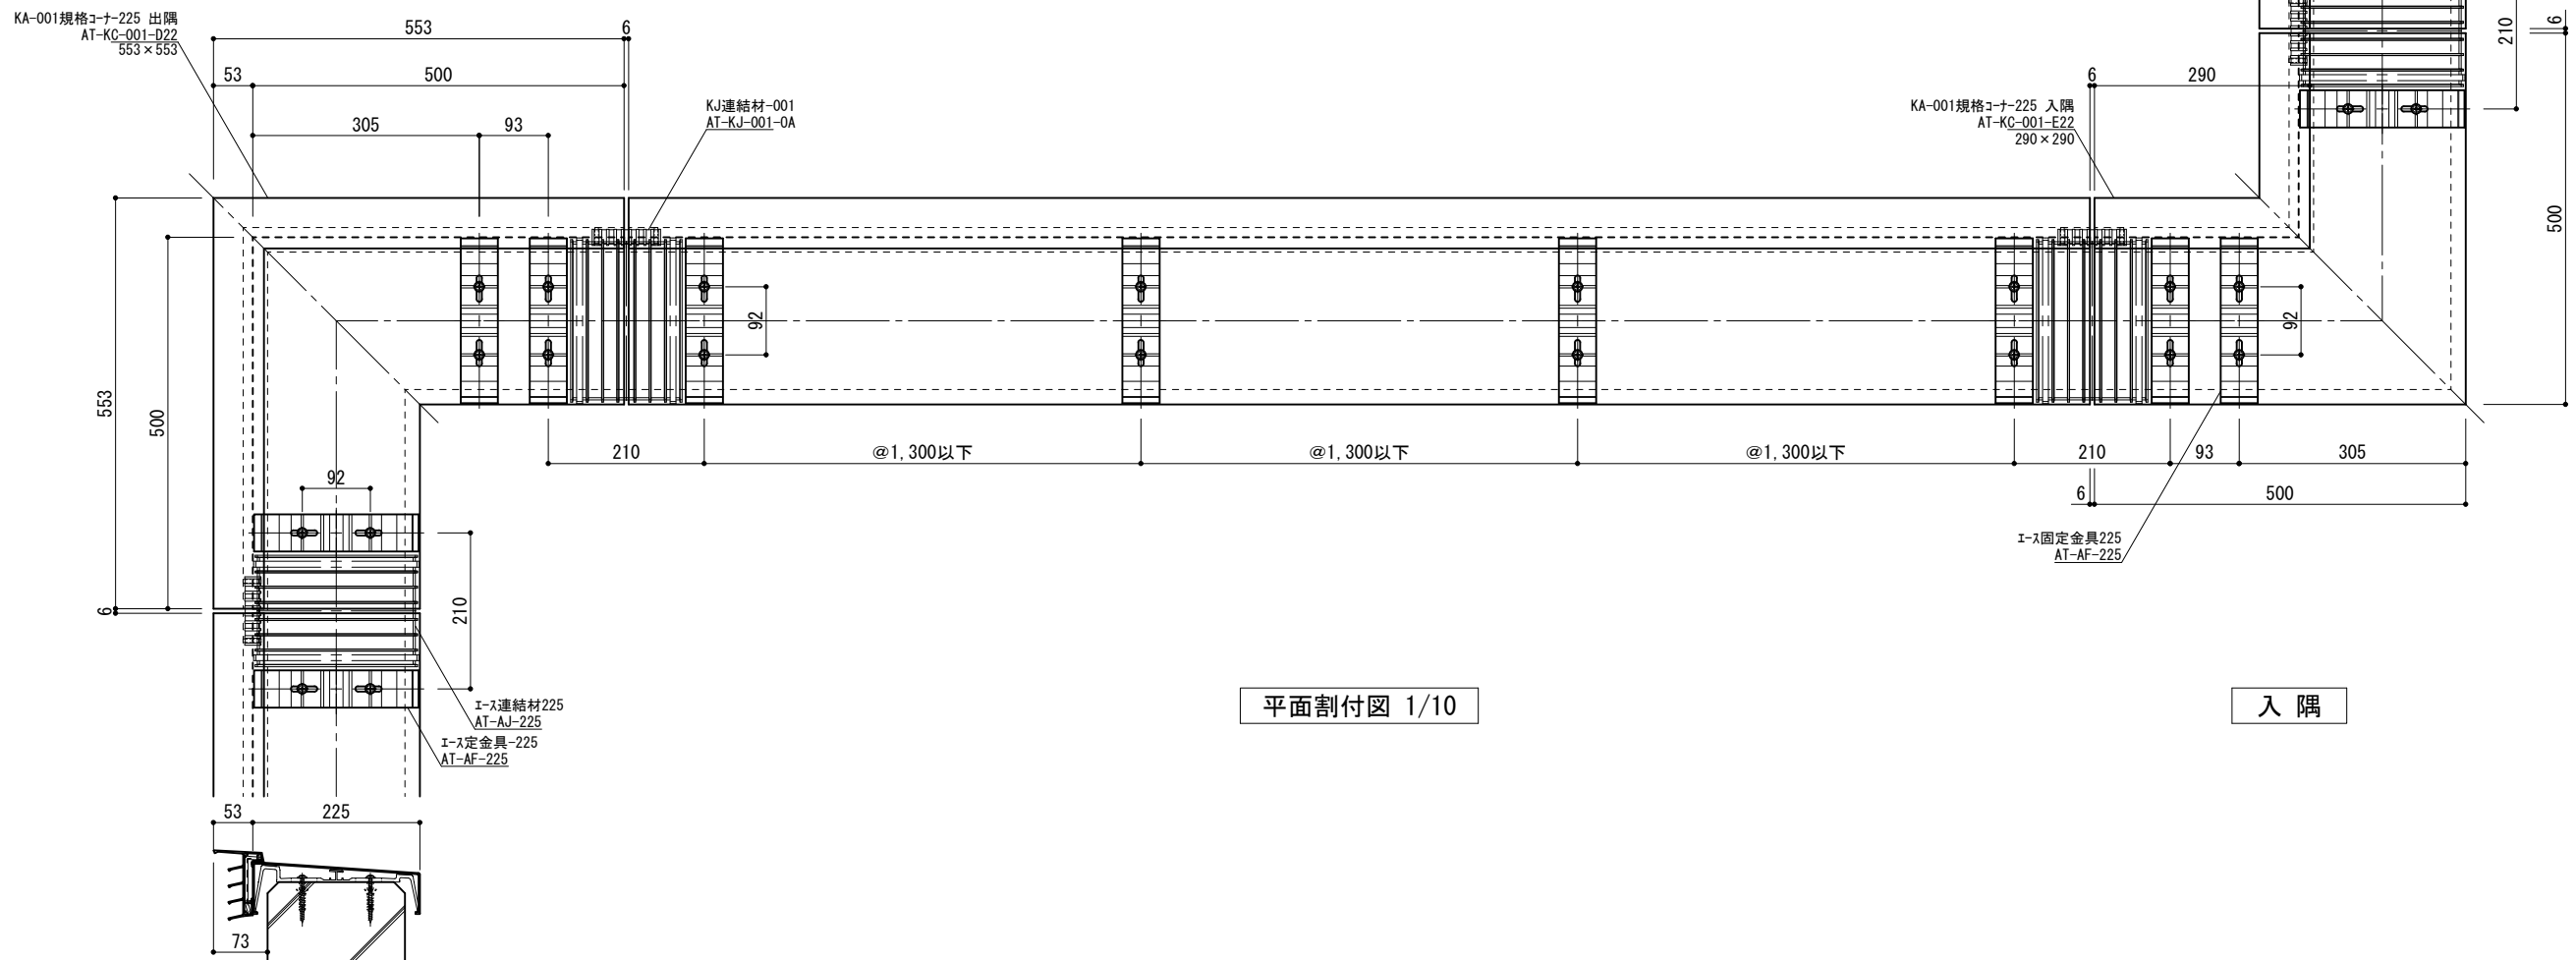 KA-001規格ｺｰﾅｰ225 出隅
AT-KC-001-D22
553×553
553
6
53
500
305
93
KJ連結材-001
AT-KJ-001-OA
6
290
KA-001規格ｺｰﾅｰ225 入隅
AT-KC-001-E22
290×290
210
6
500
553
500
6
92
92
210
@1,300以下
@1,300以下
@1,300以下
210
93
305
6
500
92
210
ｴｰｽ固定金具225
AT-AF-225
ｴｰｽ連結材225
AT-AJ-225
ｴｰｽ定金具-225
AT-AF-225
平面割付図 1/10
入 隅
53
225
73